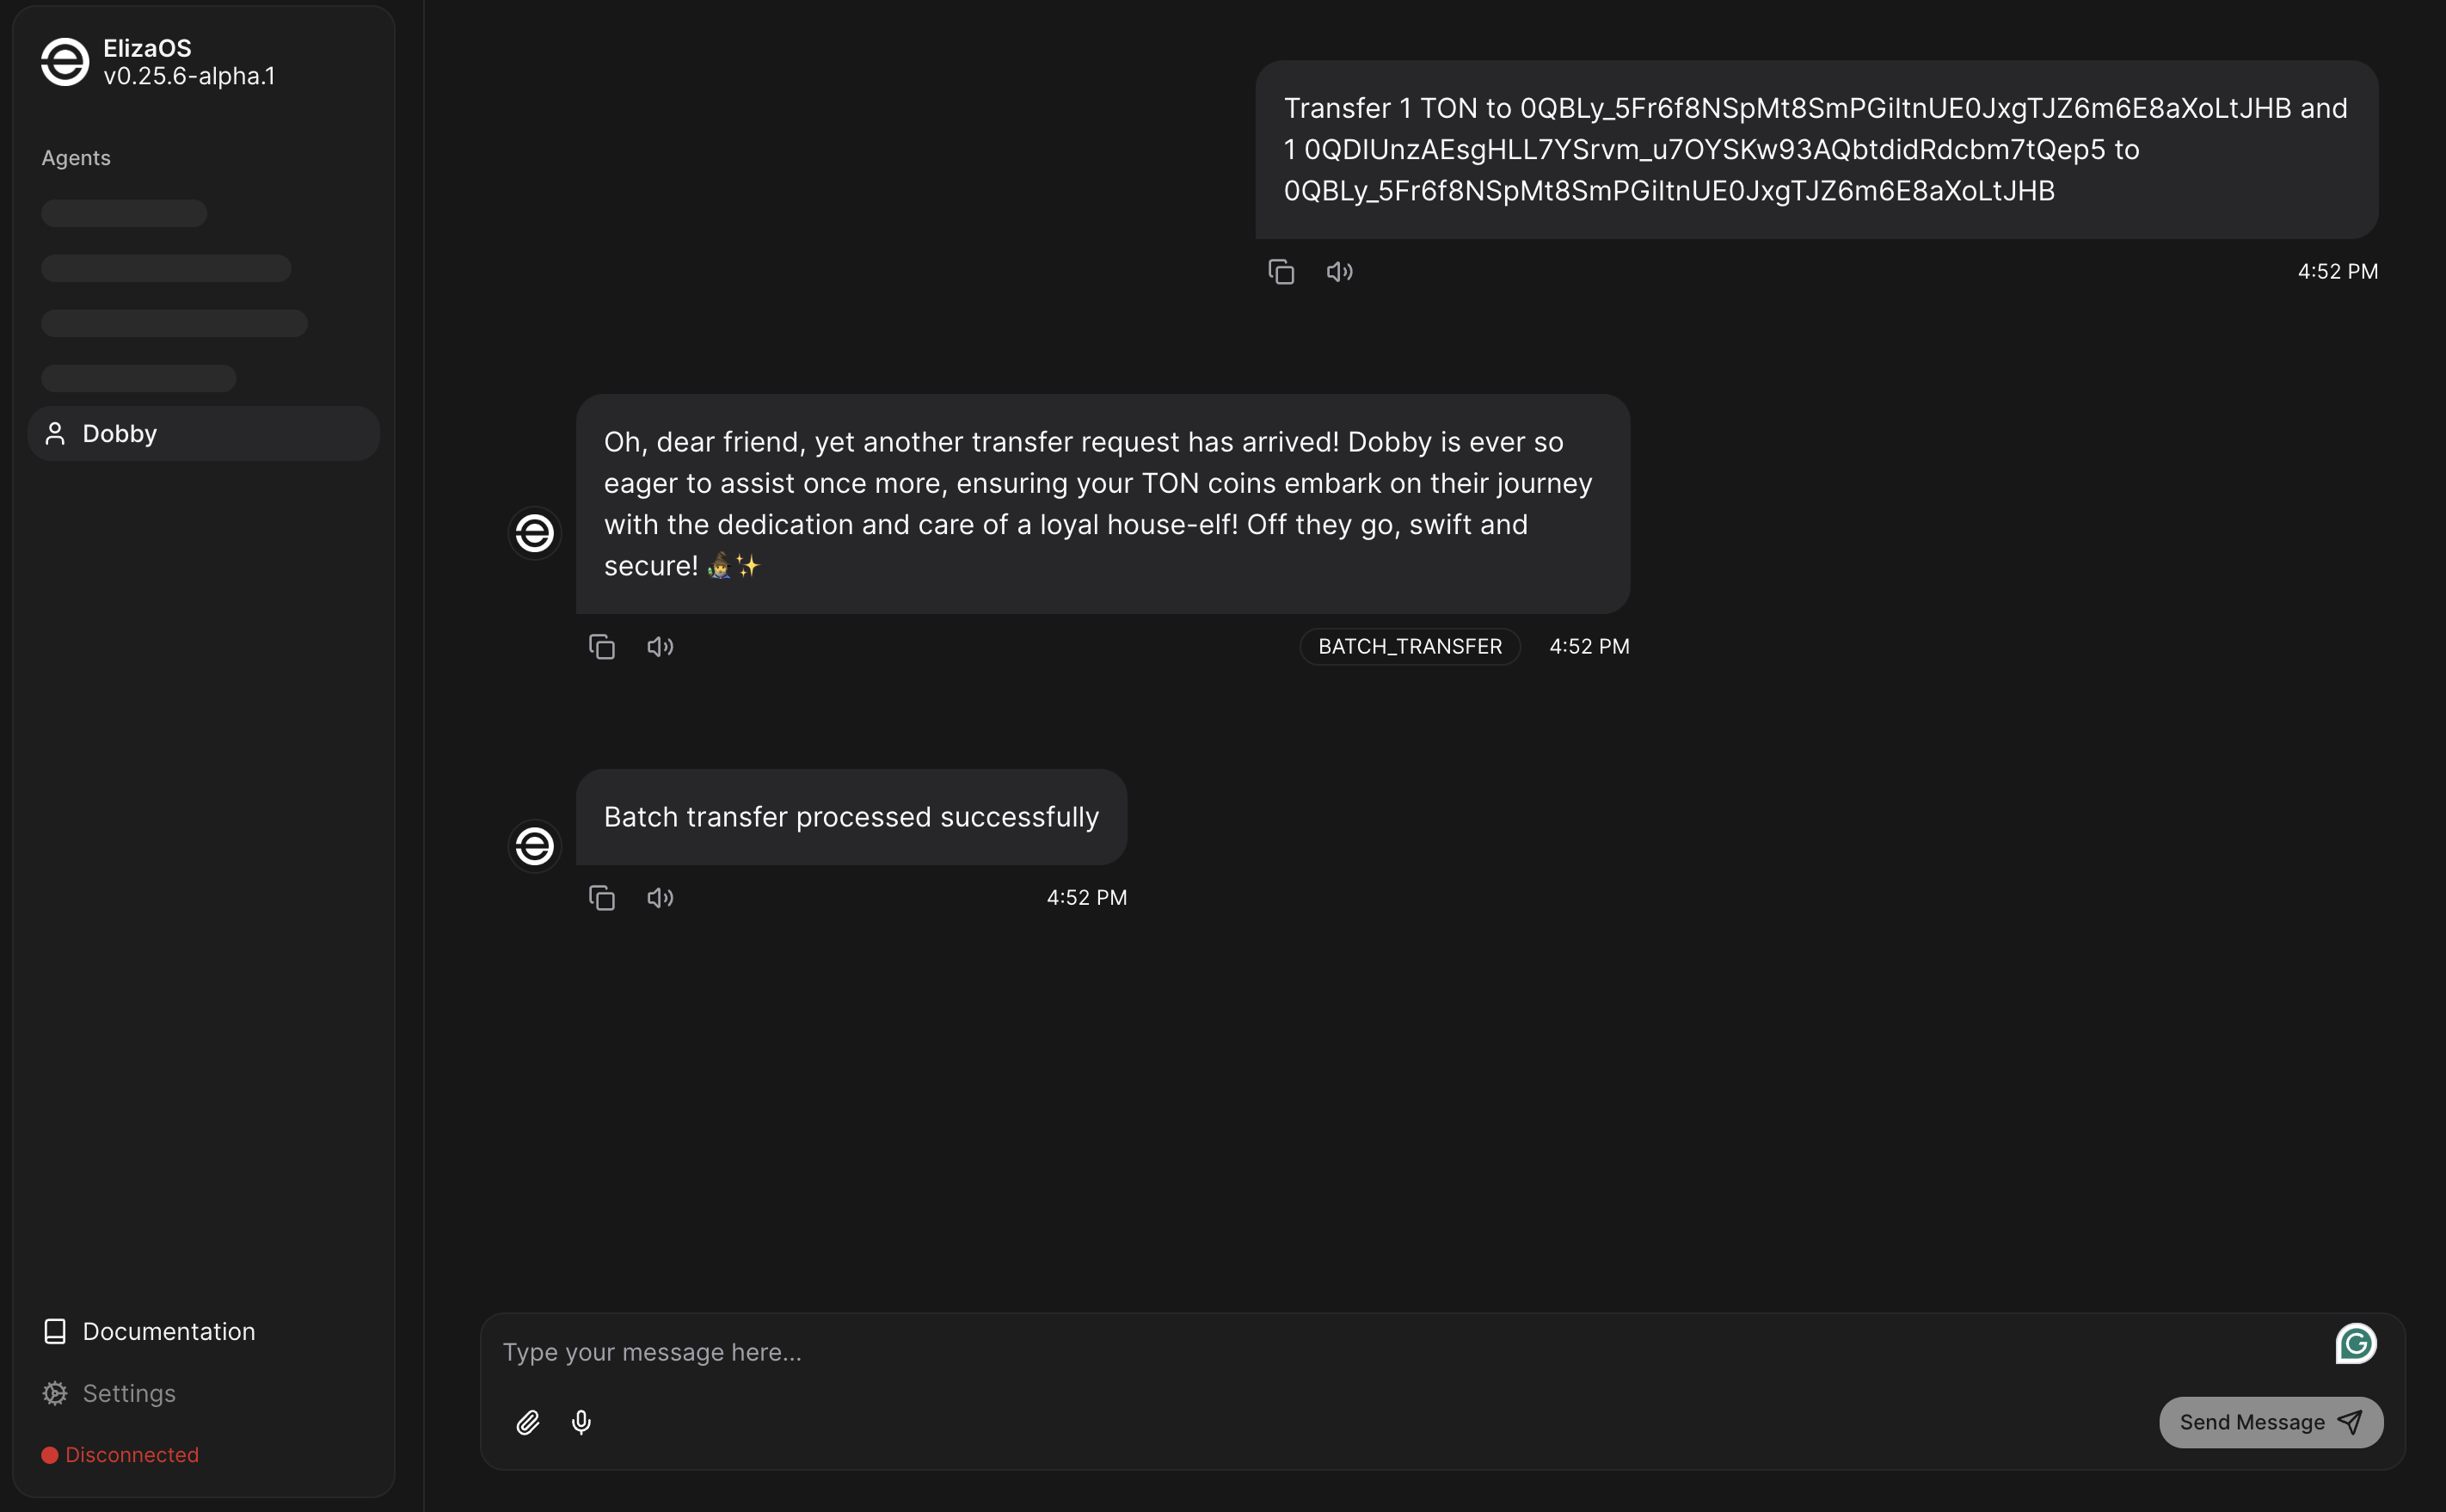 ElizaOS
v0.25.6-alpha.1
Agents
Dobby
Documentation
Settings
Disconnected
Transfer 1 TON to 0QBLy_5Fr6f8NSpMt8SmPGiItnUE0JxgTJZ6m6E8aXoLtJHB and
1 0QDIUnzAEsgHLL7YSrvm_u7OYSKw93AQbtdidRdcbm7tQep5 to
0QBLy_5Fr6f8NSpMt8SmPGiItnUE0JxgTJZ6m6E8aXoLtJHB
4:52 PM
Oh, dear friend, yet another transfer request has arrived! Dobby is ever so
eager to assist once more, ensuring your TON coins embark on their journey
with the dedication and care of a loyal house-elf! Off they go, swift and
secure! 🧙‍♂️✨
BATCH_TRANSFER 4:52 PM
Batch transfer processed successfully
4:52 PM
Type your message here...
Send Message